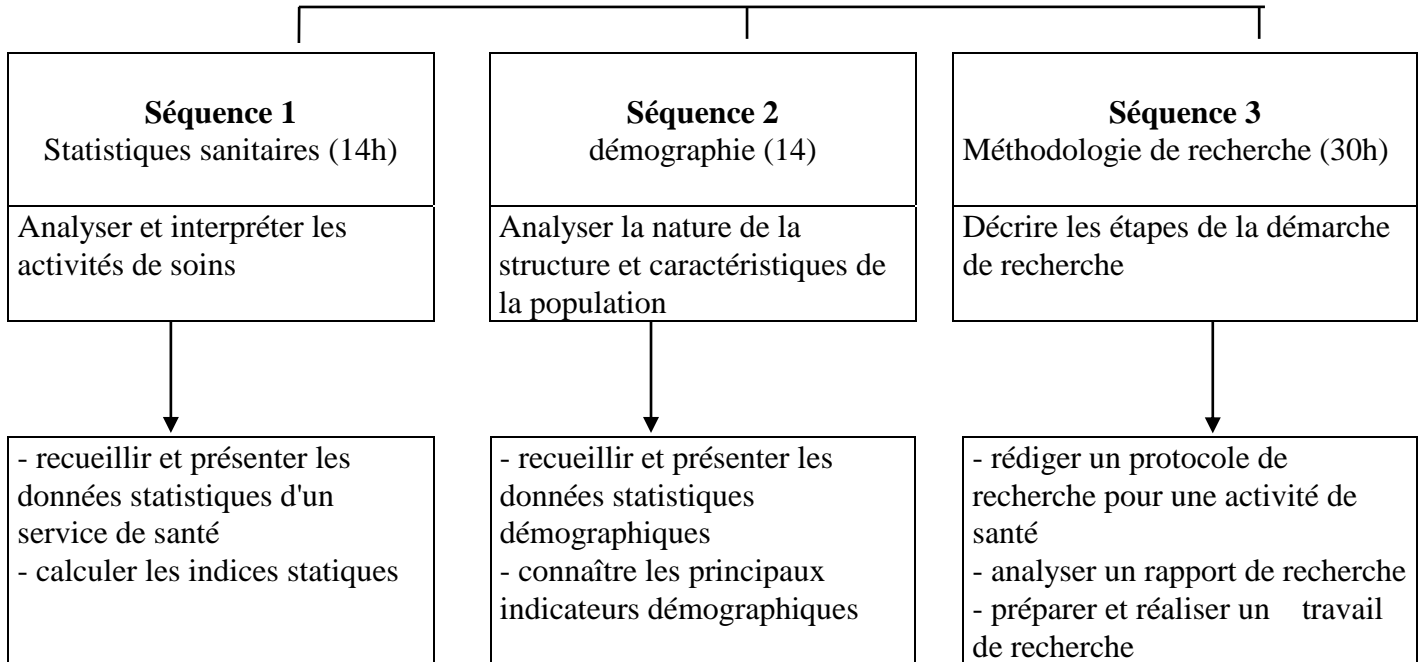 Séquence 1
Statistiques sanitaires (14h)
Analyser et interpréter les
activités de soins
- recueillir et présenter les
données statistiques d'un
service de santé
- calculer les indices statiques
Séquence 2
démographie (14)
Analyser la nature de la
structure et caractéristiques de
la population
- recueillir et présenter les
données statistiques
démographiques
- connaître les principaux
indicateurs démographiques
Séquence 3
Méthodologie de recherche (30h)
Décrire les étapes de la démarche
de recherche
- rédiger un protocole de
recherche pour une activité de
santé
- analyser un rapport de recherche
- préparer et réaliser un travail
de recherche